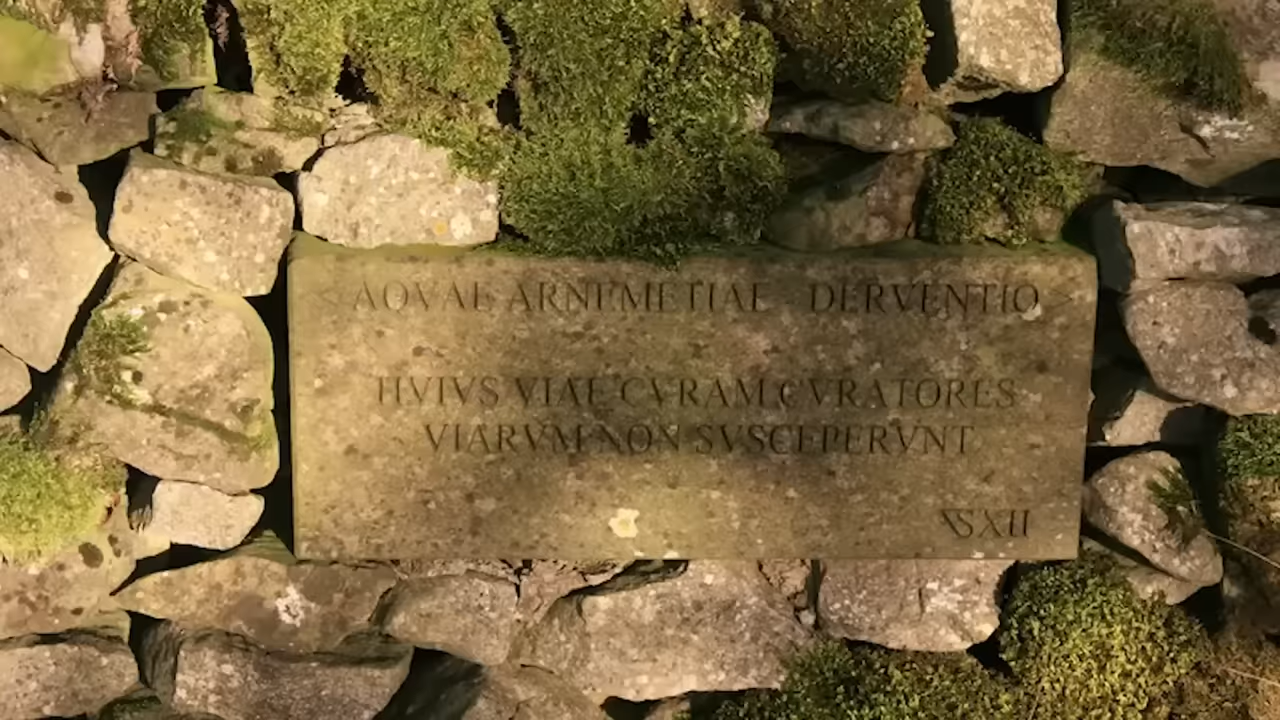 < AQVAE ARNEMETIAE DERVENTIO >
HVIVS VIAE CVRAM CVRATORES
VIARVM NON SVSCEPERVNT